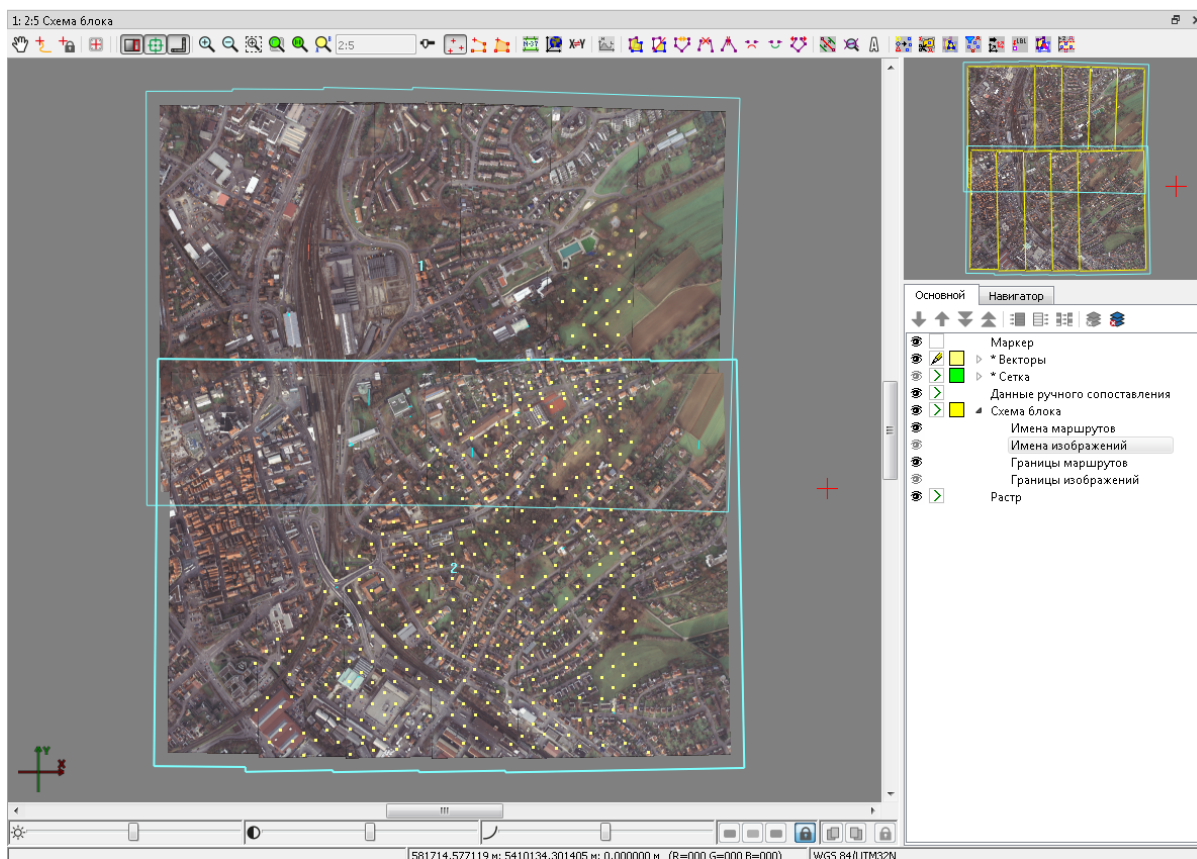 1: 2:5 Схема блока
2:5
1
2
Y
X
Основной
Навигатор
Маркер
* Векторы
* Сетка
Данные ручного сопоставления
Схема блока
Имена маршрутов
Имена изображений
Границы маршрутов
Границы изображений
Растр
581714.577119 м; 5410134.301405 м; 0.000000 м (R=000 G=000 B=000)
WGS 84/UTM32N